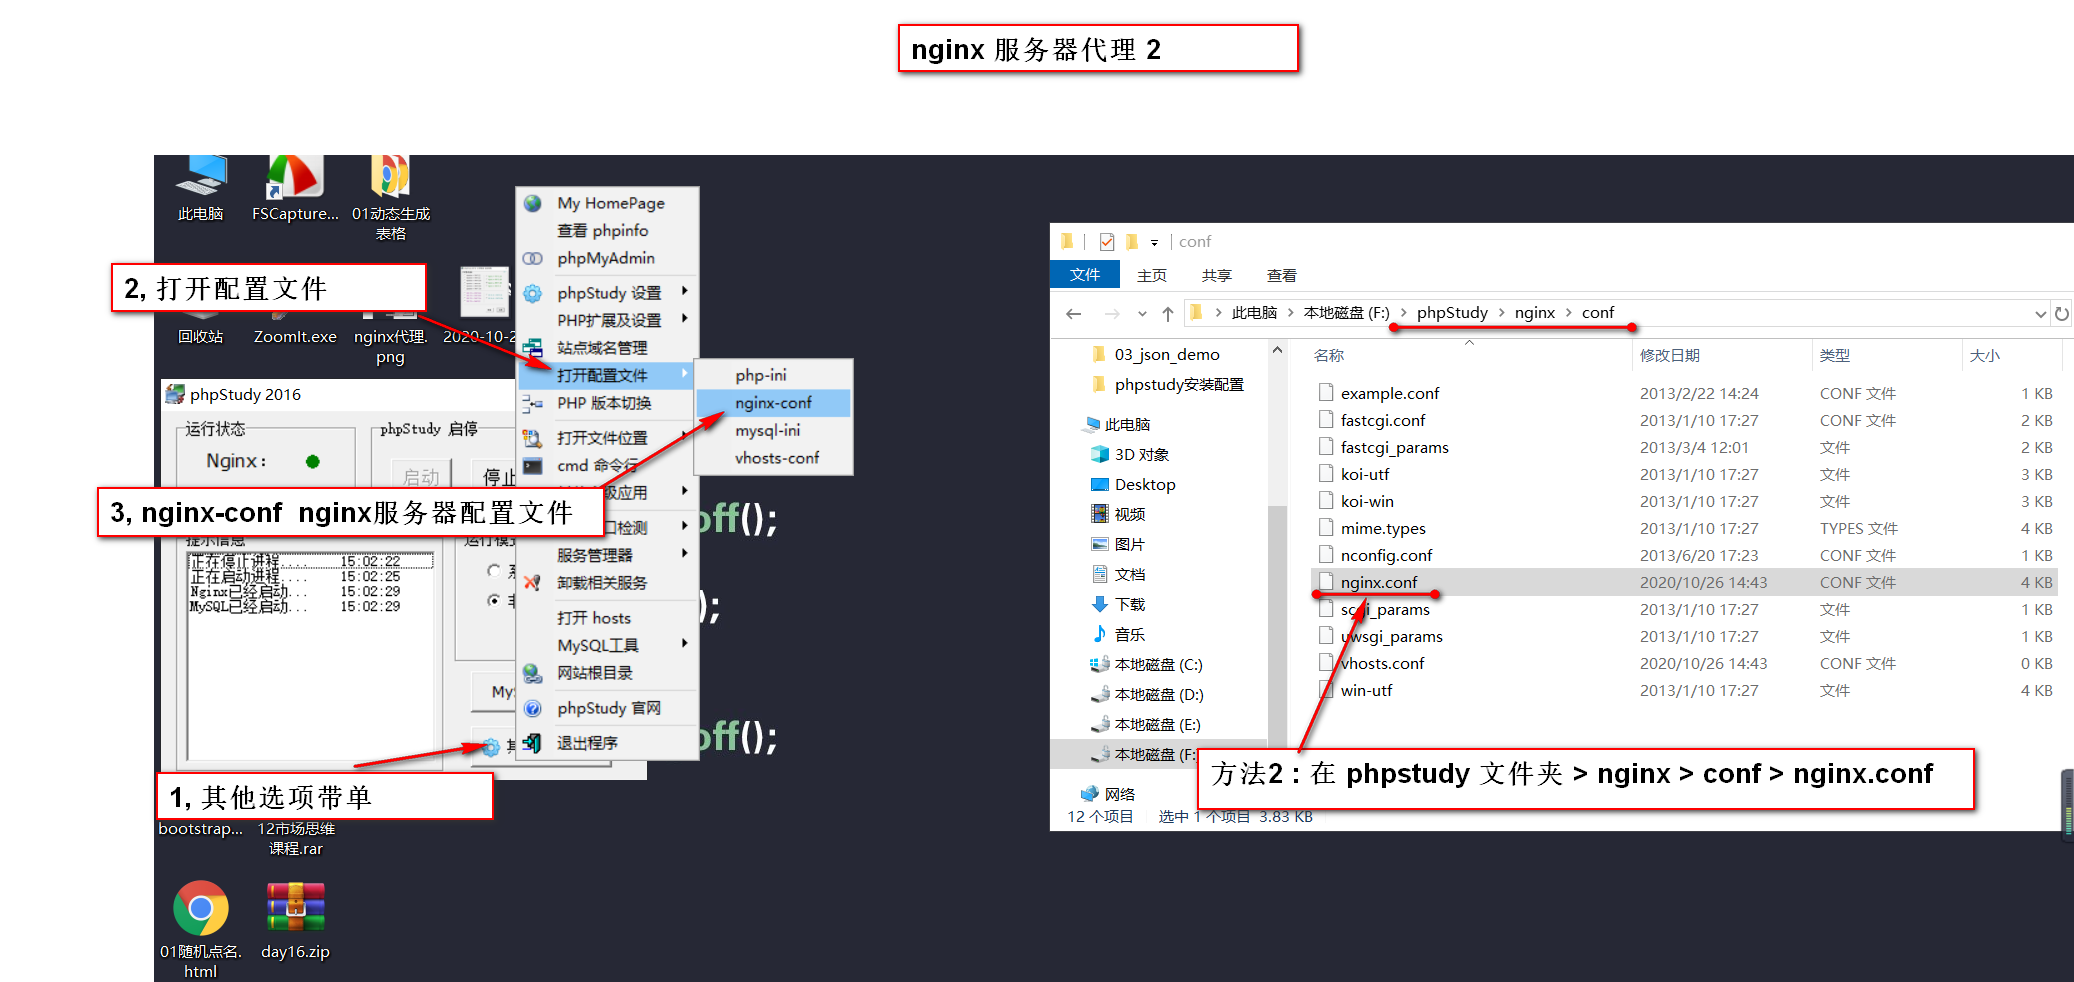 nginx 服务器代理 2
此电脑
FSCapture...
01动态生成
表格
2, 打开配置文件
回收站
ZoomIt.exe
nginx代理.
png
2020-10-2
My HomePage
查看 phpinfo
phpMyAdmin
phpStudy 设置
PHP扩展及设置
站点域名管理
打开配置文件
PHP 版本切换
打开文件位置
cmd 命令行
级应用
口检测
服务管理器
卸载相关服务
打开 hosts
MySQL工具
网站根目录
phpStudy 官网
退出程序
php-ini
nginx-conf
mysql-ini
vhosts-conf
phpStudy 2016
运行状态
phpStudy 启停
Nginx:
启动
停止
3, nginx-conf nginx服务器配置文件
提示信息
运行模式
正在停止进程.... 15:02:22
正在启动进程.... 15:02:25
Nginx已经启动... 15:02:29
MySQL已经启动... 15:02:29
My
off();
);
off();
1, 其他选项带单
bootstrap...
12市场思维
课程.rar
01随机点名.
html
day16.zip
conf
文件 主页 共享 查看
此电脑 本地磁盘 (F:) phpStudy nginx conf
03_json_demo
phpstudy安装配置
此电脑
3D 对象
Desktop
视频
图片
文档
下载
音乐
本地磁盘 (C:)
本地磁盘 (D:)
本地磁盘 (E:)
本地磁盘 (F:
网络
名称 修改日期 类型 大小
example.conf 2013/2/22 14:24 CONF 文件 1 KB
fastcgi.conf 2013/1/10 17:27 CONF 文件 2 KB
fastcgi_params 2013/3/4 12:01 文件 2 KB
koi-utf 2013/1/10 17:27 文件 3 KB
koi-win 2013/1/10 17:27 文件 3 KB
mime.types 2013/1/10 17:27 TYPES 文件 4 KB
nconfig.conf 2013/6/20 17:23 CONF 文件 1 KB
nginx.conf 2020/10/26 14:43 CONF 文件 4 KB
scgi_params 2013/1/10 17:27 文件 1 KB
uwsgi_params 2013/1/10 17:27 文件 1 KB
vhosts.conf 2020/10/26 14:43 CONF 文件 0 KB
win-utf 2013/1/10 17:27 文件 4 KB
方法2 : 在 phpstudy 文件夹 > nginx > conf > nginx.conf
12 个项目 选中 1 个项目 3.83 KB